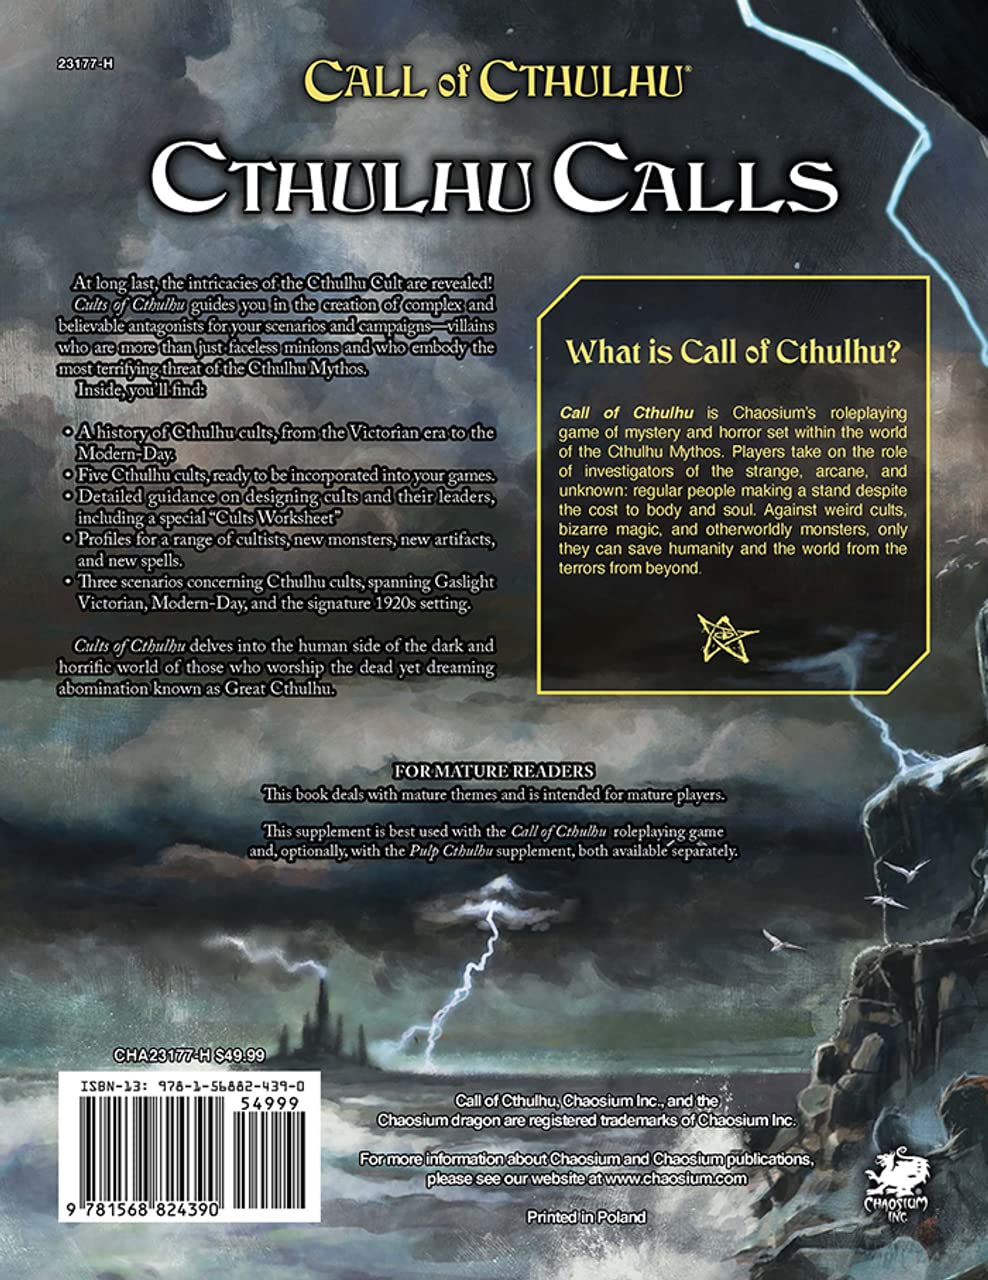 23177-H
CALL of CTHULHU®
CTHULHU CALLS
At long last, the intricacies of the Cthulhu Cult are revealed!
Cults of Cthulhu guides you in the creation of complex and
believable antagonists for your scenarios and campaigns—villains
who are more than just faceless minions and who embody the
most terrifying threat of the Cthulhu Mythos.
Inside, you'll find:
• A history of Cthulhu cults, from the Victorian era to the
Modern-Day.
• Five Cthulhu cults, ready to be incorporated into your games.
• Detailed guidance on designing cults and their leaders,
including a special “Cults Worksheet”
• Profiles for a range of cultists, new monsters, new artifacts,
and new spells.
• Three scenarios concerning Cthulhu cults, spanning Gaslight
Victorian, Modern-Day, and the signature 1920s setting.
Cults of Cthulhu delves into the human side of the dark and
horrific world of those who worship the dead yet dreaming
abomination known as Great Cthulhu.
What is Call of Cthulhu?
Call of Cthulhu is Chaosium's roleplaying
game of mystery and horror set within the world
of the Cthulhu Mythos. Players take on the role
of investigators of the strange, arcane, and
unknown: regular people making a stand despite
the cost to body and soul. Against weird cults,
bizarre magic, and otherworldly monsters, only
they can save humanity and the world from the
terrors from beyond.
FOR MATURE READERS
This book deals with mature themes and is intended for mature players.
This supplement is best used with the Call of Cthulhu roleplaying game
and, optionally, with the Pulp Cthulhu supplement, both available separately.
CHA23177-H $49.99
ISBN-13: 978-1-56882-439-0
54999
9 781568 824390
Call of Cthulhu, Chaosium Inc., and the
Chaosium dragon are registered trademarks of Chaosium Inc.
For more information about Chaosium and Chaosium publications,
please see our website at www.chaosium.com
Printed in Poland
CHAOSIUM
INC.